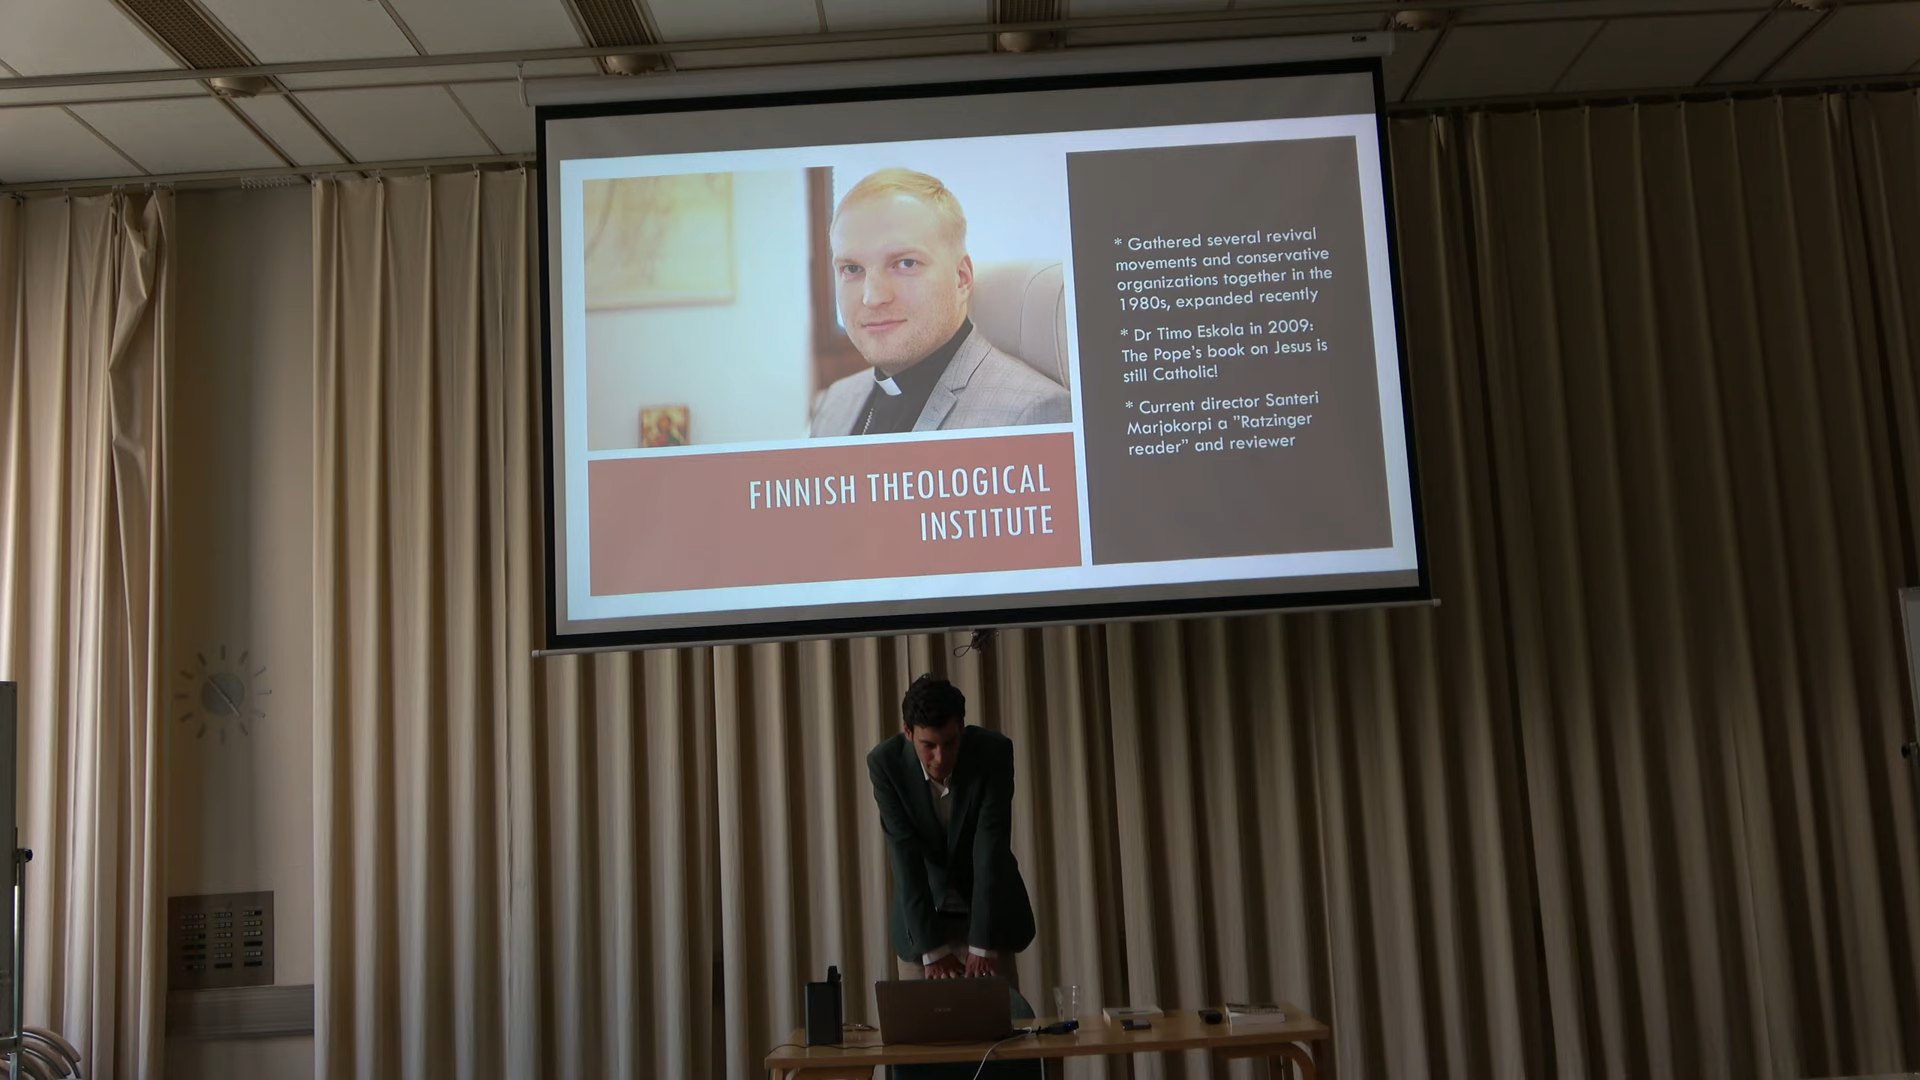 * Gathered several revival
movements and conservative
organizations together in the
1980s, expanded recently
* Dr Timo Eskola in 2009:
The Pope's book on Jesus is
still Catholic!
* Current director Santeri
Marjokorpi a ”Ratzinger
reader” and reviewer
FINNISH THEOLOGICAL
INSTITUTE